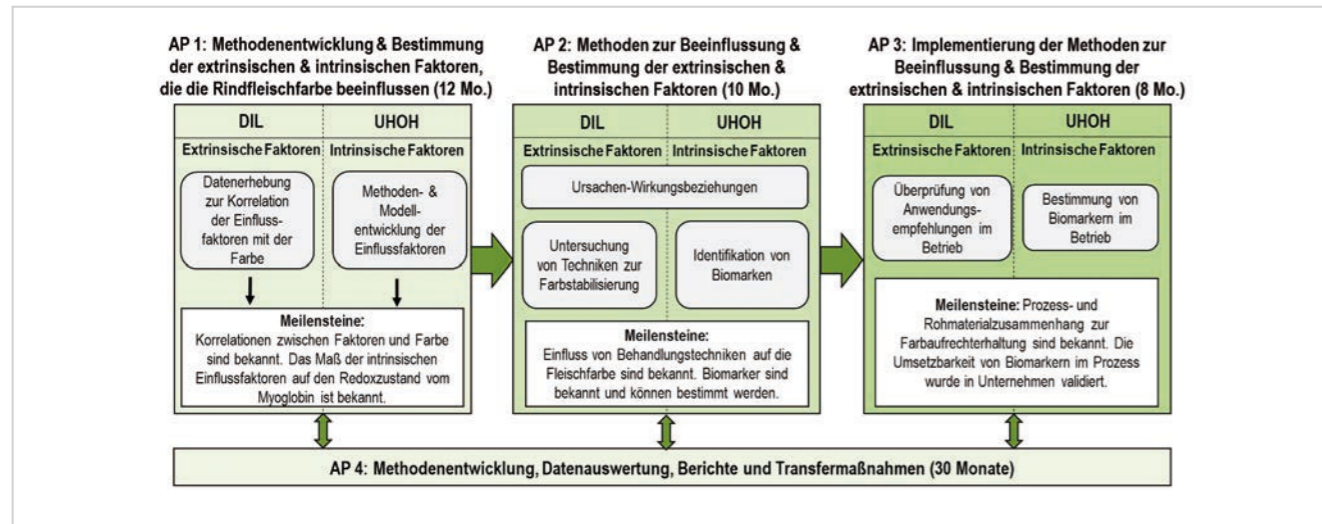 AP 1: Methodenentwicklung & Bestimmung
der extrinsischen & intrinsischen Faktoren,
die die Rindfleischfarbe beeinflussen (12 Mo.)
DIL
UHOH
Extrinsische Faktoren
Intrinsische Faktoren
Datenerhebung
zur Korrelation
der Einfluss-
faktoren mit der
Farbe
Methoden- &
Modell-
entwicklung der
Einflussfaktoren
Meilensteine:
Korrelationen zwischen Faktoren und Farbe
sind bekannt. Das Maß der intrinsischen
Einflussfaktoren auf den Redoxzustand vom
Myoglobin ist bekannt.
AP 2: Methoden zur Beeinflussung &
Bestimmung der extrinsischen &
intrinsischen Faktoren (10 Mo.)
DIL
UHOH
Extrinsische Faktoren
Intrinsische Faktoren
Ursachen-Wirkungsbeziehungen
Untersuchung
von Techniken zur
Farbstabilisierung
Identifikation von
Biomarken
Meilensteine:
Einfluss von Behandlungstechniken auf die
Fleischfarbe sind bekannt. Biomarker sind
bekannt und können bestimmt werden.
AP 3: Implementierung der Methoden zur
Beeinflussung & Bestimmung der
extrinsischen & intrinsischen Faktoren (8 Mo.)
DIL
UHOH
Extrinsische Faktoren
Intrinsische Faktoren
Überprüfung von
Anwendungs-
empfehlungen im
Betrieb
Bestimmung von
Biomarkern im
Betrieb
Meilensteine: Prozess- und
Rohmaterialzusammenhang zur
Farbaufrechterhaltung sind bekannt. Die
Umsetzbarkeit von Biomarkern im Prozess
wurde in Unternehmen validiert.
AP 4: Methodenentwicklung, Datenauswertung, Berichte und Transfermaßnahmen (30 Monate)